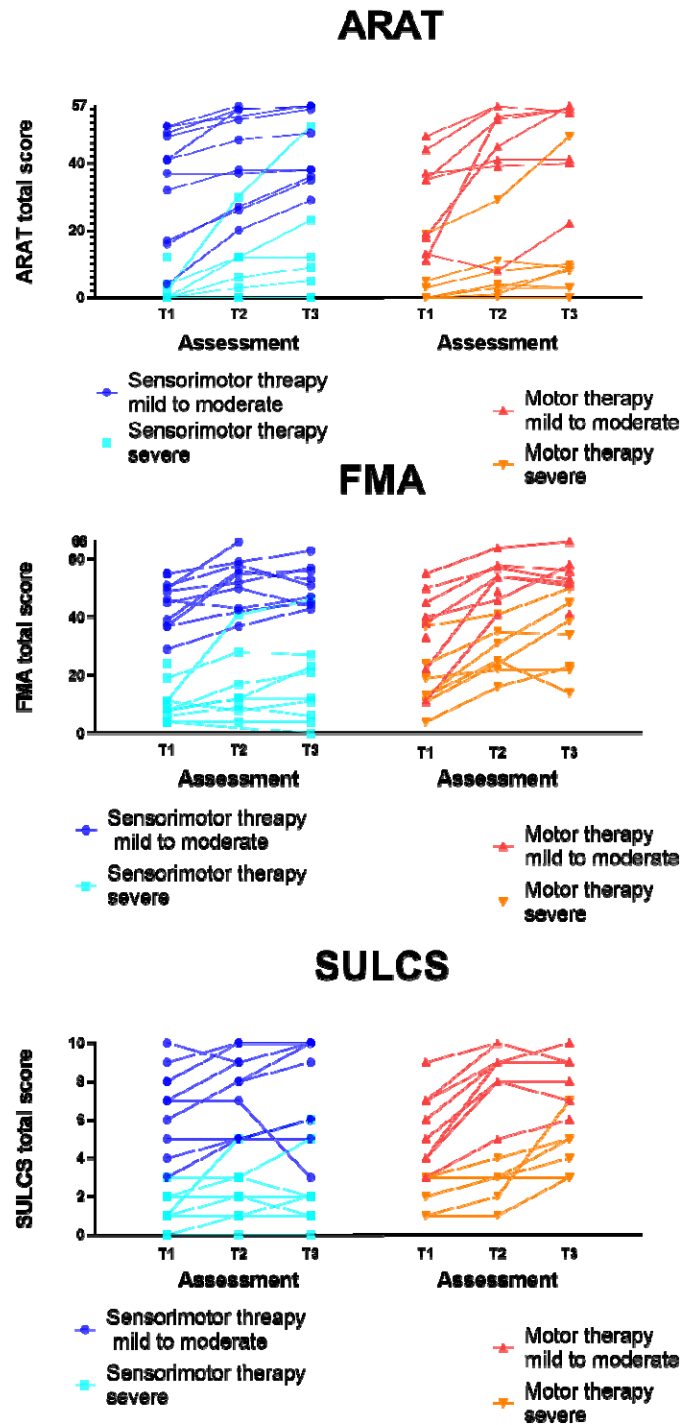 ARAT
57
40
20
0
ARAT total score
T1 T2 T3 T1 T2 T3
Assessment Assessment
Sensorimotor threapy
mild to moderate
Sensorimotor therapy
severe
Motor therapy
mild to moderate
Motor therapy
severe
FMA
66
60
40
20
0
FMA total score
T1 T2 T3 T1 T2 T3
Assessment Assessment
Sensorimotor threapy
mild to moderate
Sensorimotor therapy
severe
Motor therapy
mild to moderate
Motor therapy
severe
SULCS
10
8
6
4
2
0
SULCS total score
T1 T2 T3 T1 T2 T3
Assessment Assessment
Sensorimotor threapy
mild to moderate
Sensorimotor therapy
severe
Motor therapy
mild to moderate
Motor therapy
severe